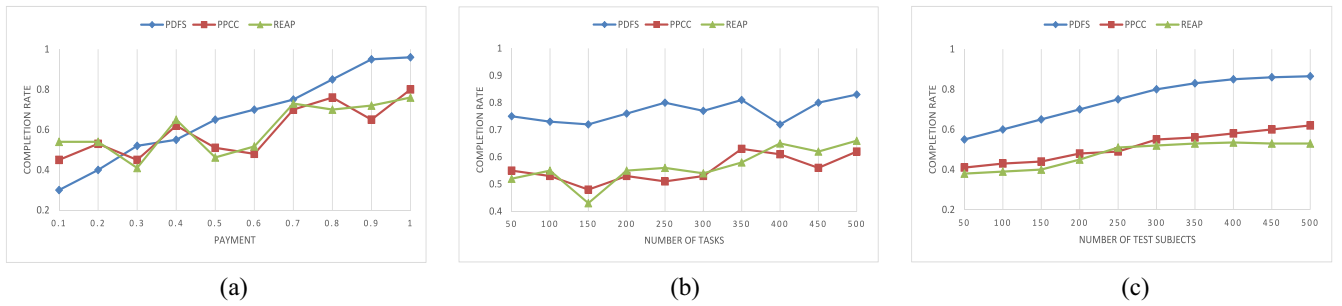 PDFS PPCC REAP
COMPLETION RATE
1
0.8
0.6
0.4
0.2
0.1 0.2 0.3 0.4 0.5 0.6 0.7 0.8 0.9 1
PAYMENT
(a)
PDFS PPCC REAP
COMPLETION RATE
1
0.9
0.8
0.7
0.6
0.5
0.4
50 100 150 200 250 300 350 400 450 500
NUMBER OF TASKS
(b)
PDFS PPCC REAP
COMPLETION RATE
1
0.8
0.6
0.4
0.2
50 100 150 200 250 300 350 400 450 500
NUMBER OF TEST SUBJECTS
(c)